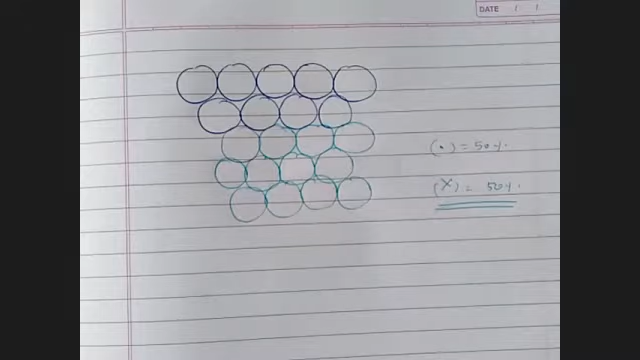 DATE / /
(•) = 50%.
(X) = 50%.